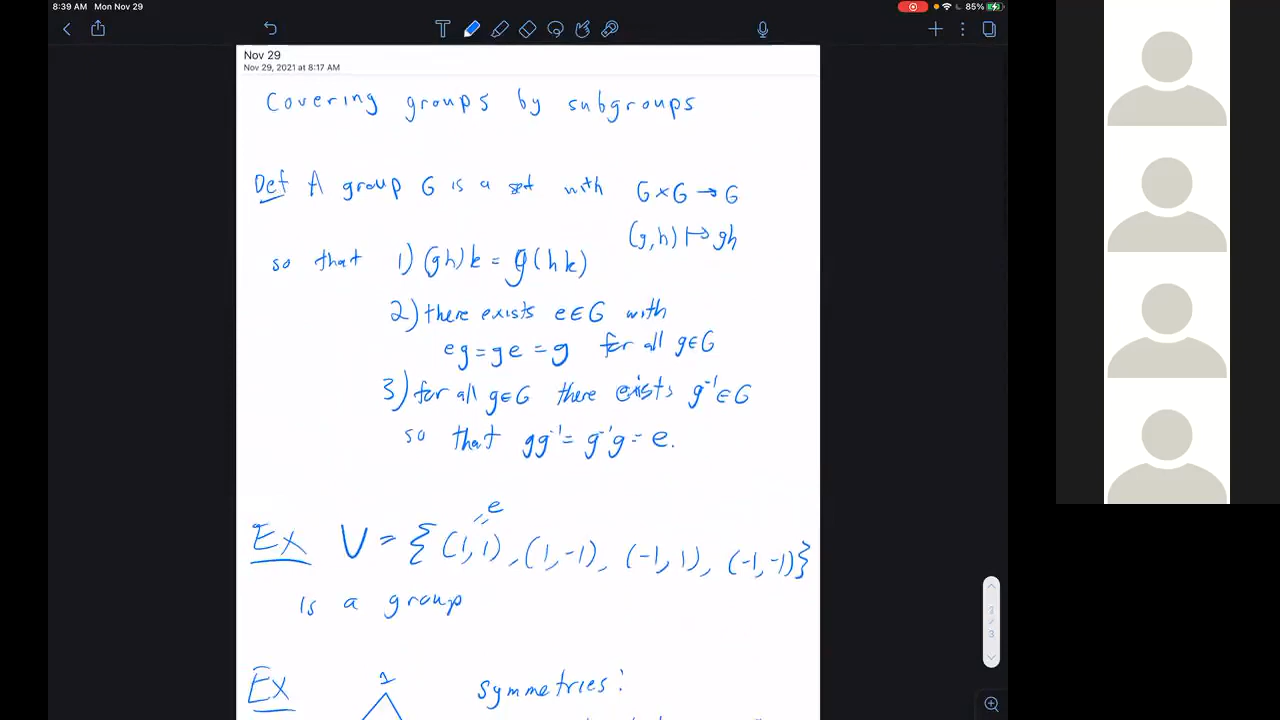 8:39 AM Mon Nov 29
85%
Nov 29
Nov 29, 2021 at 8:17 AM
Covering groups by subgroups
Def A group G is a set with G×G → G
(g,h) ↦ gh
so that 1) (gh)k = g(hk)
2) there exists e∈G with
eg = ge = g for all g∈G
3) for all g∈G there exists g⁻¹∈G
so that gg⁻¹ = g⁻¹g = e.
= e
Ex V = {(1,1), (1,-1), (-1,1), (-1,-1)}
is a group
2
/
3
Ex 1 symmetries: